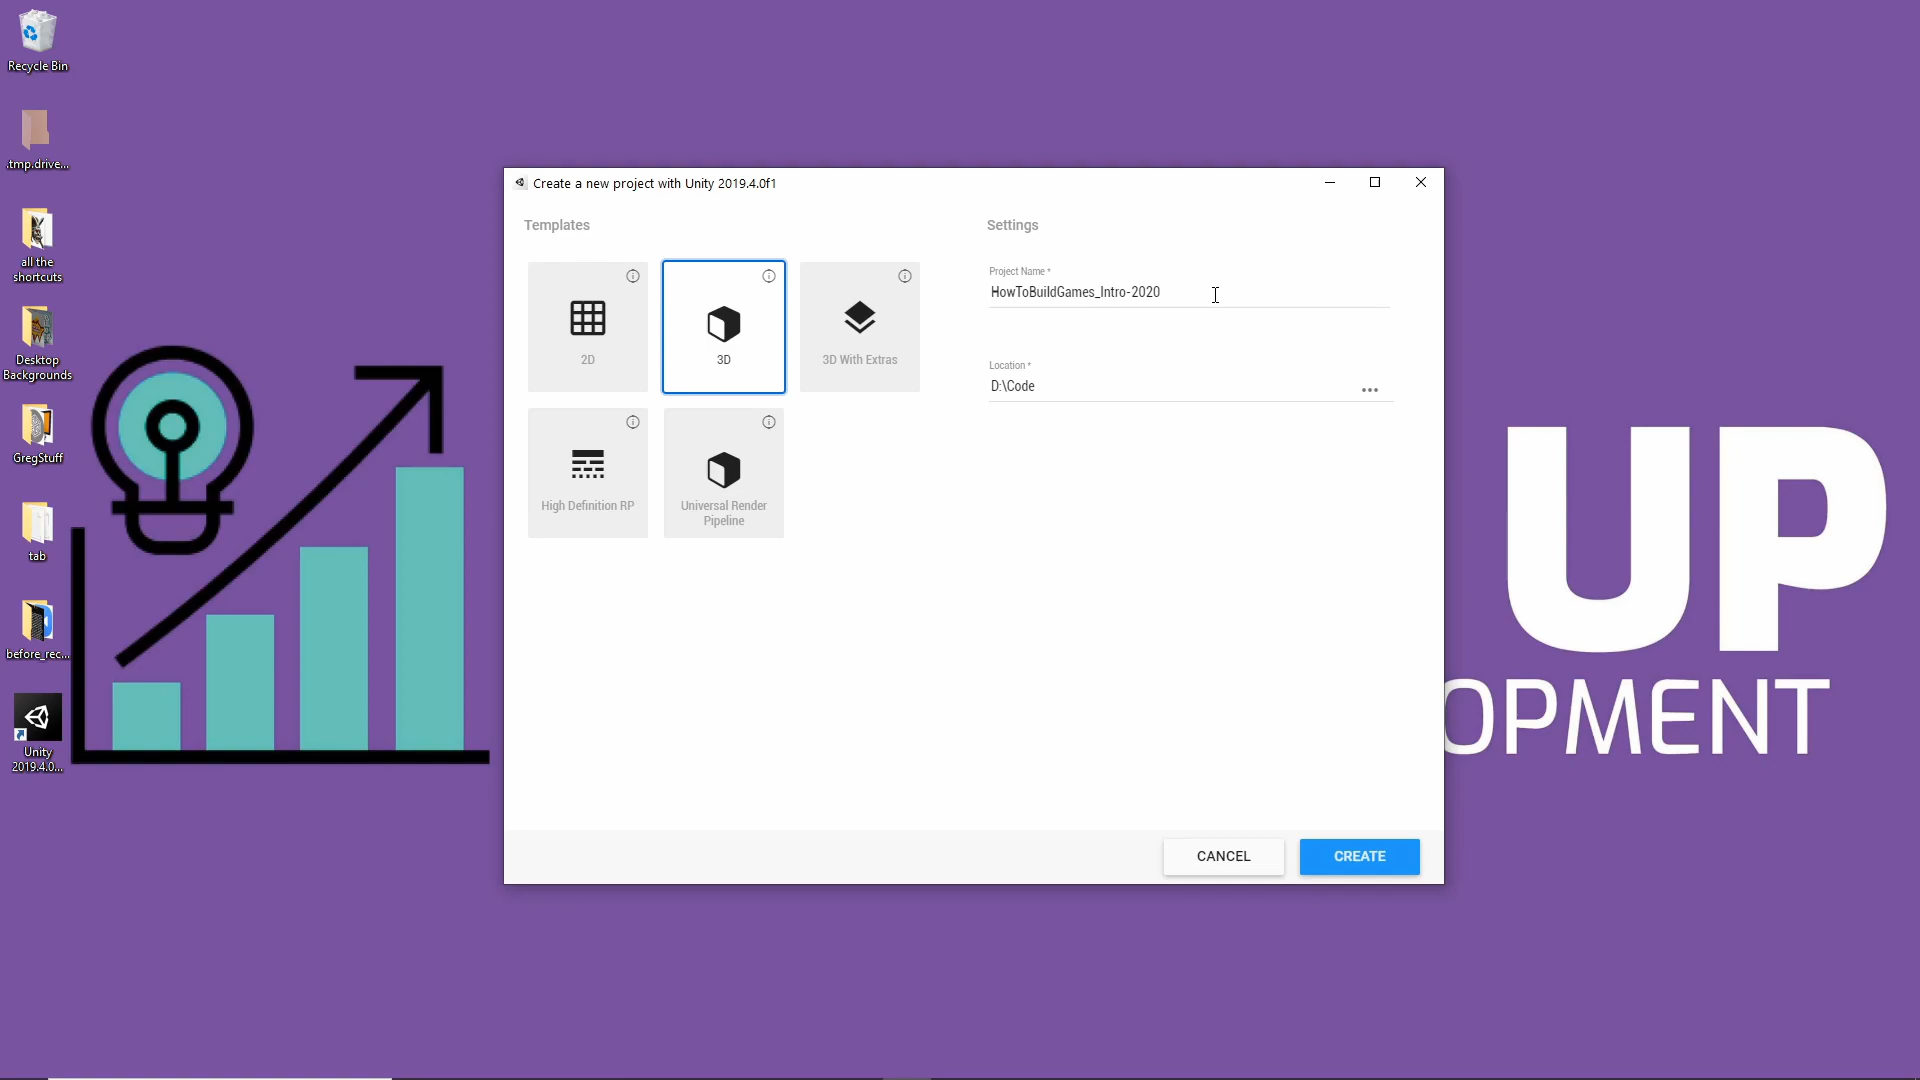 Recycle Bin
.tmp.drive...
all the
shortcuts
Desktop
Backgrounds
GregStuff
tab
before_rec...
Unity
2019.4.0...
Create a new project with Unity 2019.4.0f1
Templates
2D
3D
3D With Extras
High Definition RP
Universal Render
Pipeline
Settings
Project Name *
HowToBuildGames_Intro-2020
Location *
D:\Code
CANCEL
CREATE
UP
OPMENT